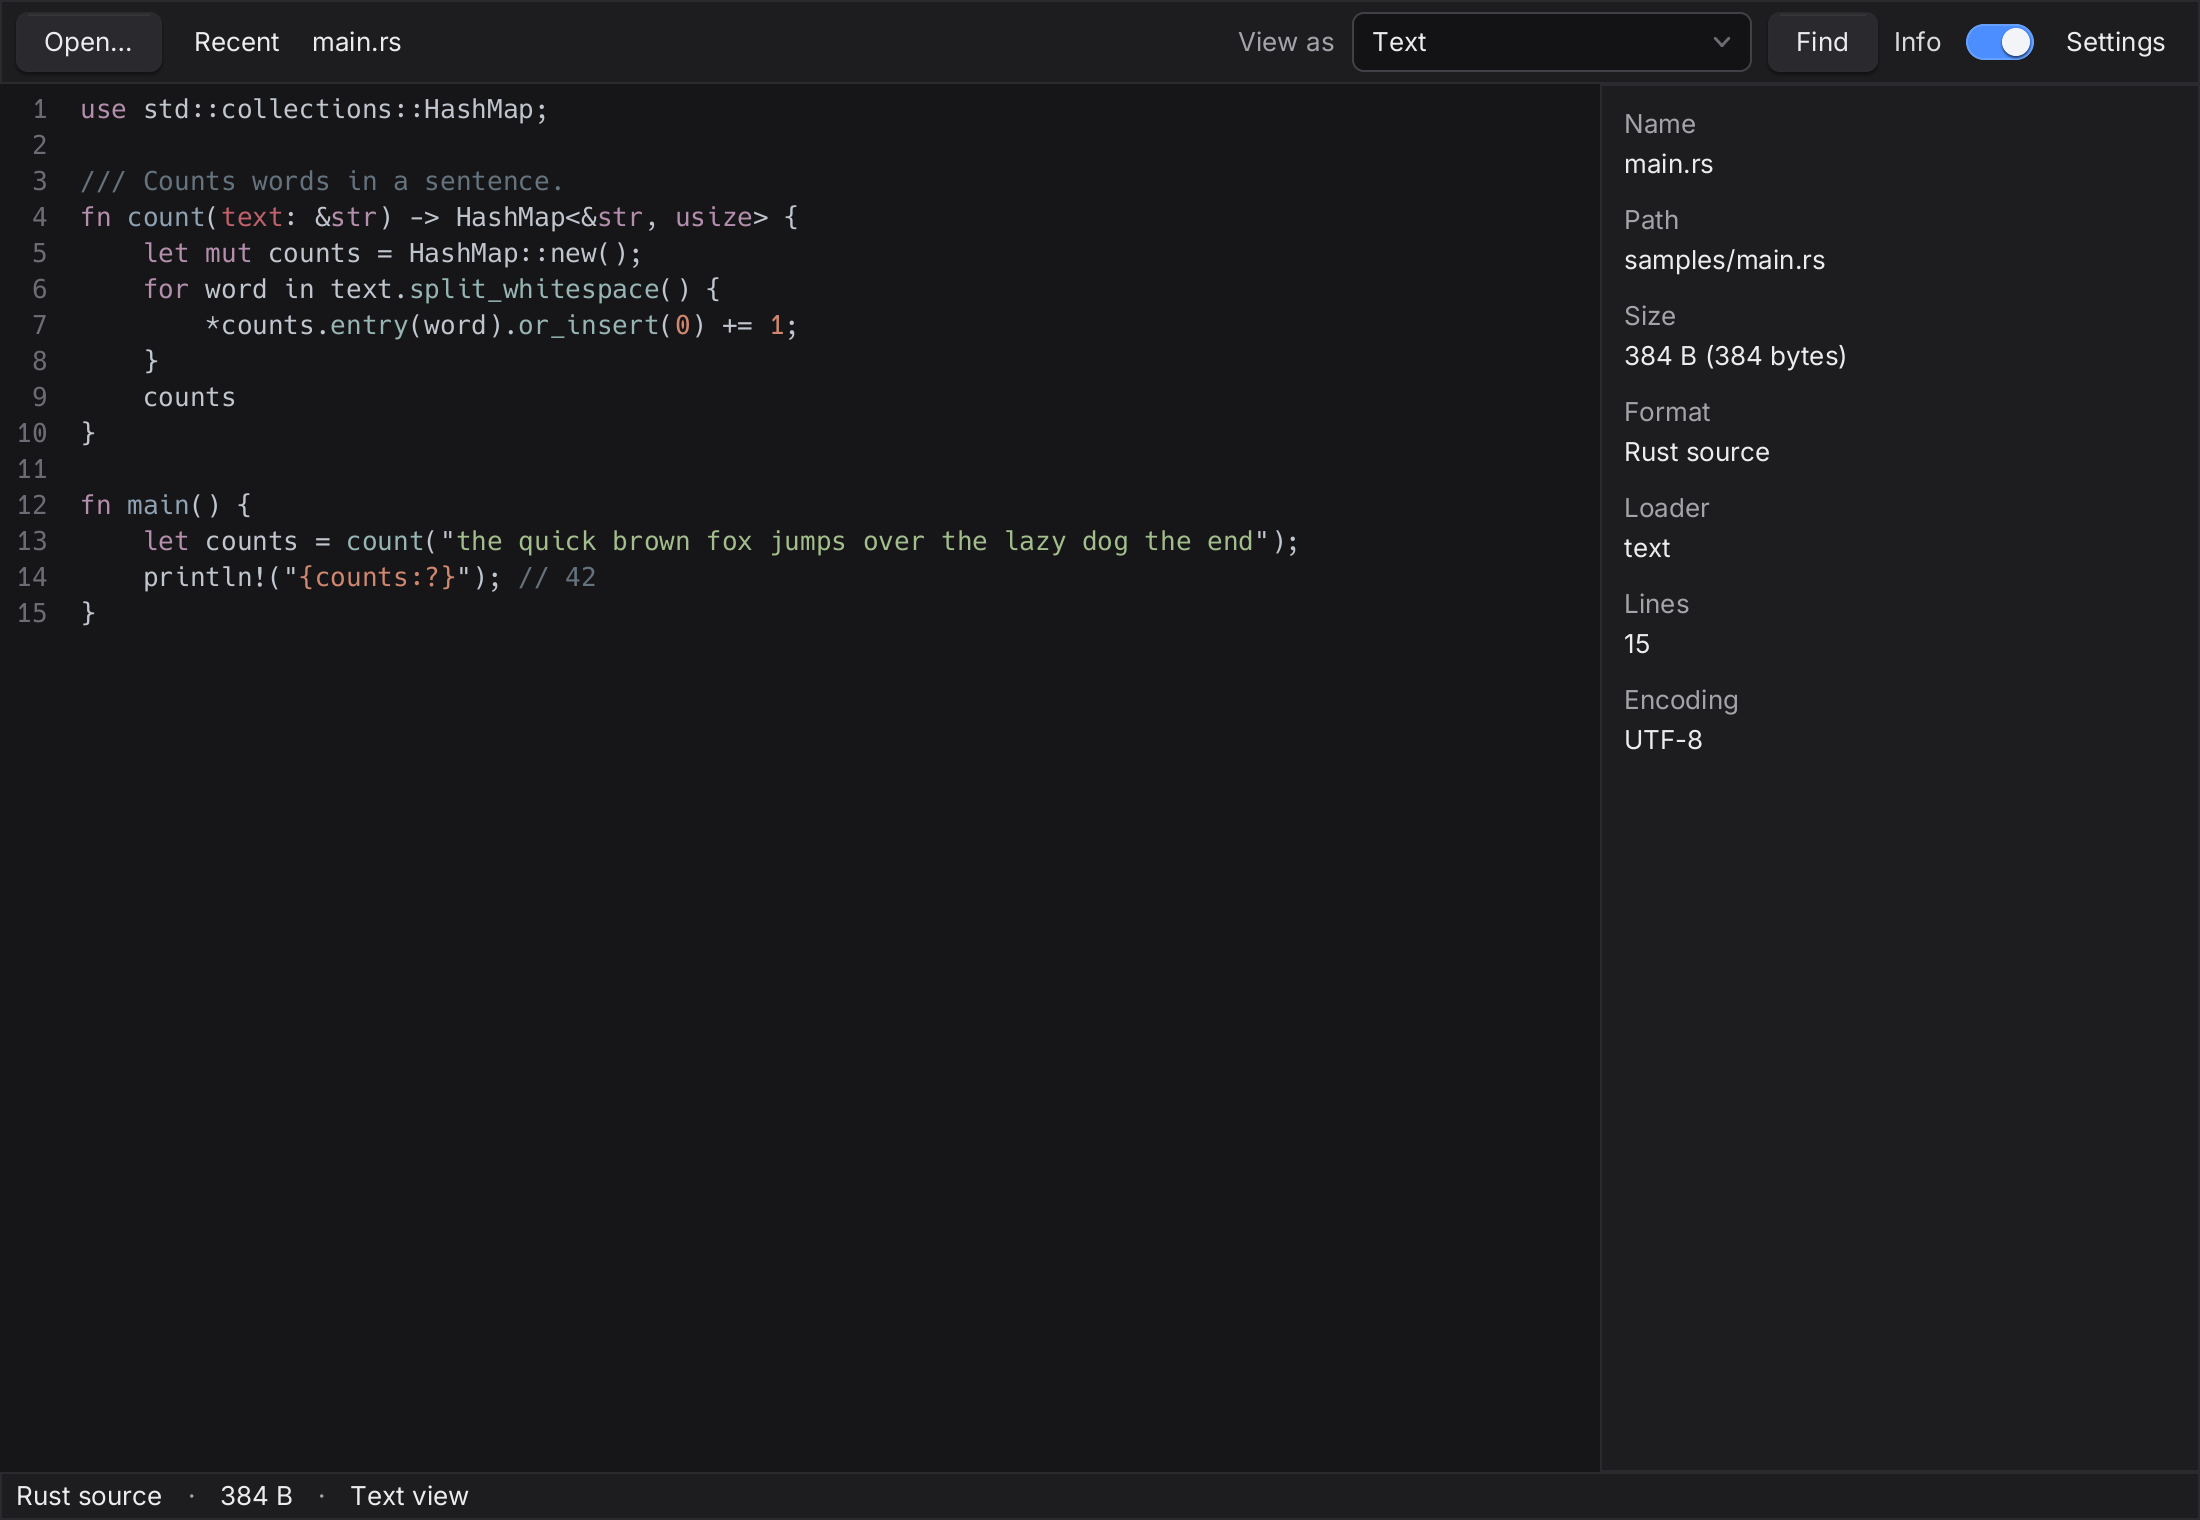 Open... Recent main.rs View as Text Find Info Settings
1 use std::collections::HashMap;
2
3 /// Counts words in a sentence.
4 fn count(text: &str) -> HashMap<&str, usize> {
5     let mut counts = HashMap::new();
6     for word in text.split_whitespace() {
7         *counts.entry(word).or_insert(0) += 1;
8     }
9     counts
10 }
11
12 fn main() {
13     let counts = count("the quick brown fox jumps over the lazy dog the end");
14     println!("{counts:?}"); // 42
15 }
Name
main.rs
Path
samples/main.rs
Size
384 B (384 bytes)
Format
Rust source
Loader
text
Lines
15
Encoding
UTF-8
Rust source · 384 B · Text view